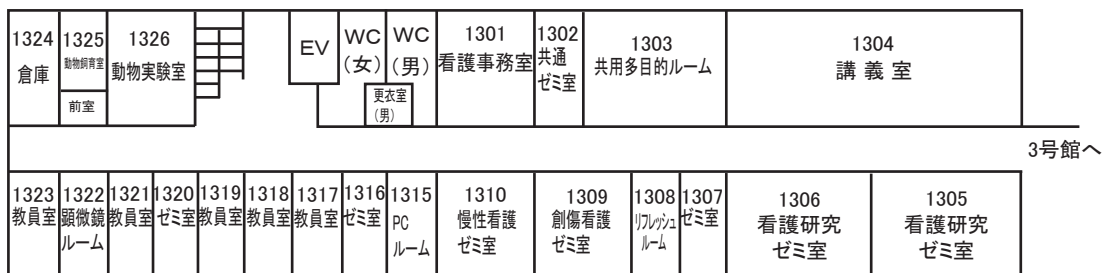 1324
倉庫
1325
動物飼育室
前室
1326
動物実験室
EV
WC
(女)
WC
(男)
更衣室
(男)
1301
看護事務室
1302
共通
ゼミ室
1303
共用多目的ルーム
1304
講義室
3号館へ
1323
教員室
1322
顕微鏡
ルーム
1321
教員室
1320
ゼミ室
1319
教員室
1318
教員室
1317
教員室
1316
ゼミ室
1315
PC
ルーム
1310
慢性看護
ゼミ室
1309
創傷看護
ゼミ室
1308
リフレッシュ
ルーム
1307
ゼミ室
1306
看護研究
ゼミ室
1305
看護研究
ゼミ室